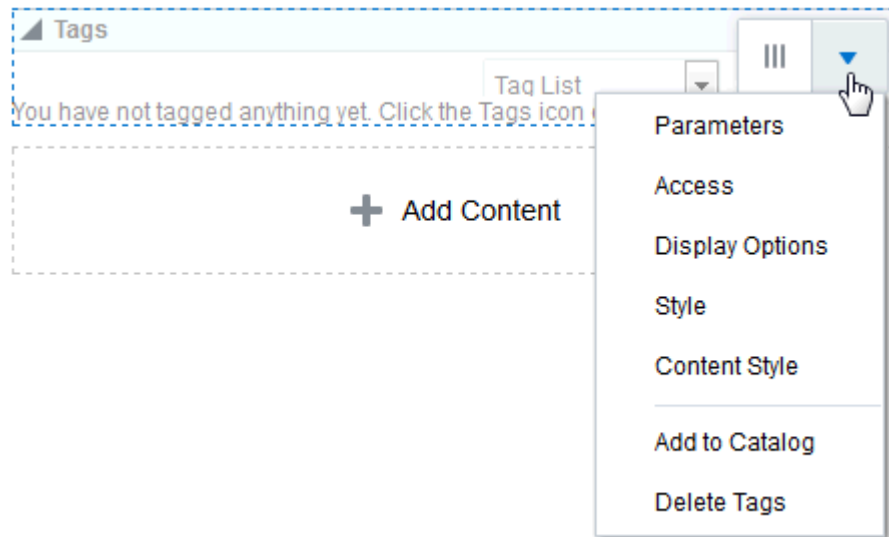 Tags
Tag List
You have not tagged anything yet. Click the Tags icon
Parameters
Access
Add Content
Display Options
Style
Content Style
Add to Catalog
Delete Tags